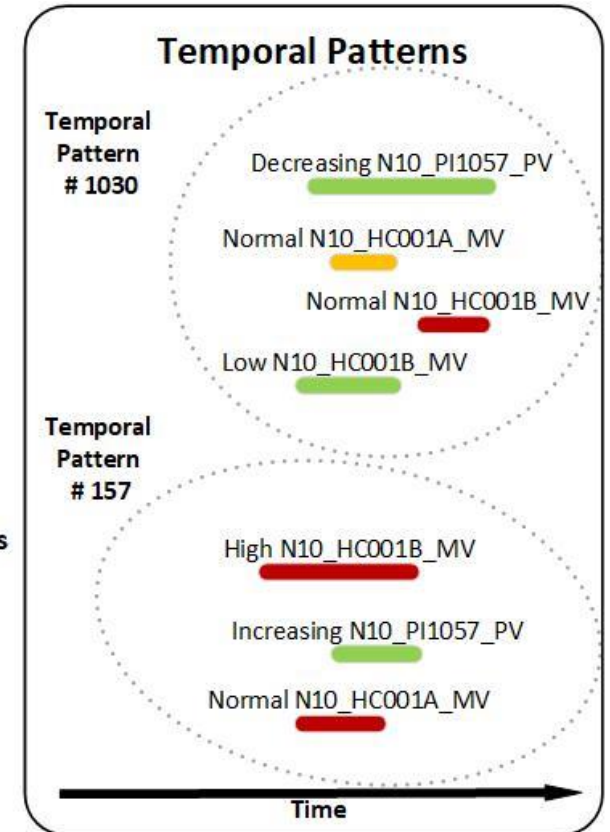 Temporal Patterns
Temporal
Pattern
# 1030
Decreasing N10_PI1057_PV
Normal N10_HC001A_MV
Normal N10_HC001B_MV
Low N10_HC001B_MV
Temporal
Pattern
# 157
s
High N10_HC001B_MV
Increasing N10_PI1057_PV
Normal N10_HC001A_MV
Time